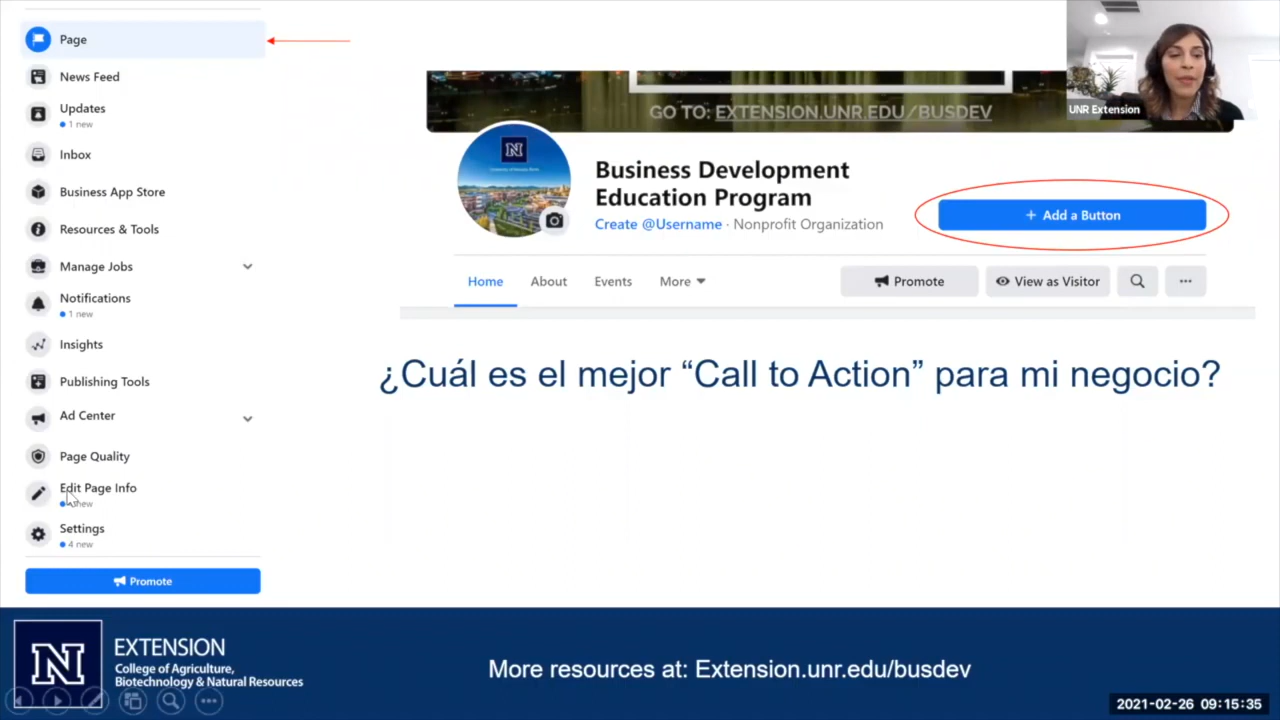 Page
News Feed
Updates
1 new
Inbox
Business App Store
Resources & Tools
Manage Jobs
Notifications
1 new
Insights
Publishing Tools
Ad Center
Page Quality
Edit Page Info
new
Settings
4 new
Promote
GO TO: EXTENSION.UNR.EDU/BUSDEV
UNR Extension
N
Business Development
Education Program
Create @Username · Nonprofit Organization
+ Add a Button
Home About Events More
Promote View as Visitor
¿Cuál es el mejor “Call to Action” para mi negocio?
N
EXTENSION
College of Agriculture,
Biotechnology & Natural Resources
More resources at: Extension.unr.edu/busdev
2021-02-26 09:15:35